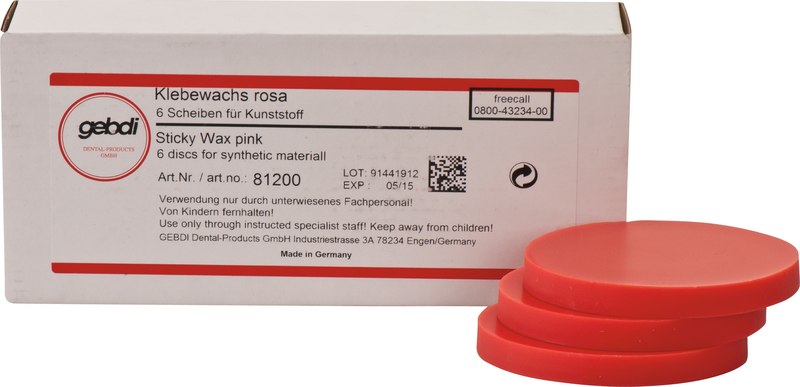 gebdi
DENTAL-PRODUCTS
GMBH
Klebewachs rosa
6 Scheiben für Kunststoff
freecall
0800-43234-00
Sticky Wax pink
6 discs for synthetic materiall
Art.Nr. / art.no.: 81200
LOT: 91441912
EXP : 05/15
Verwendung nur durch unterwiesenes Fachpersonal!
Von Kindern fernhalten!
Use only through instructed specialist staff! Keep away from children!
GEBDI Dental-Products GmbH Industriestrasse 3A 78234 Engen/Germany
Made in Germany